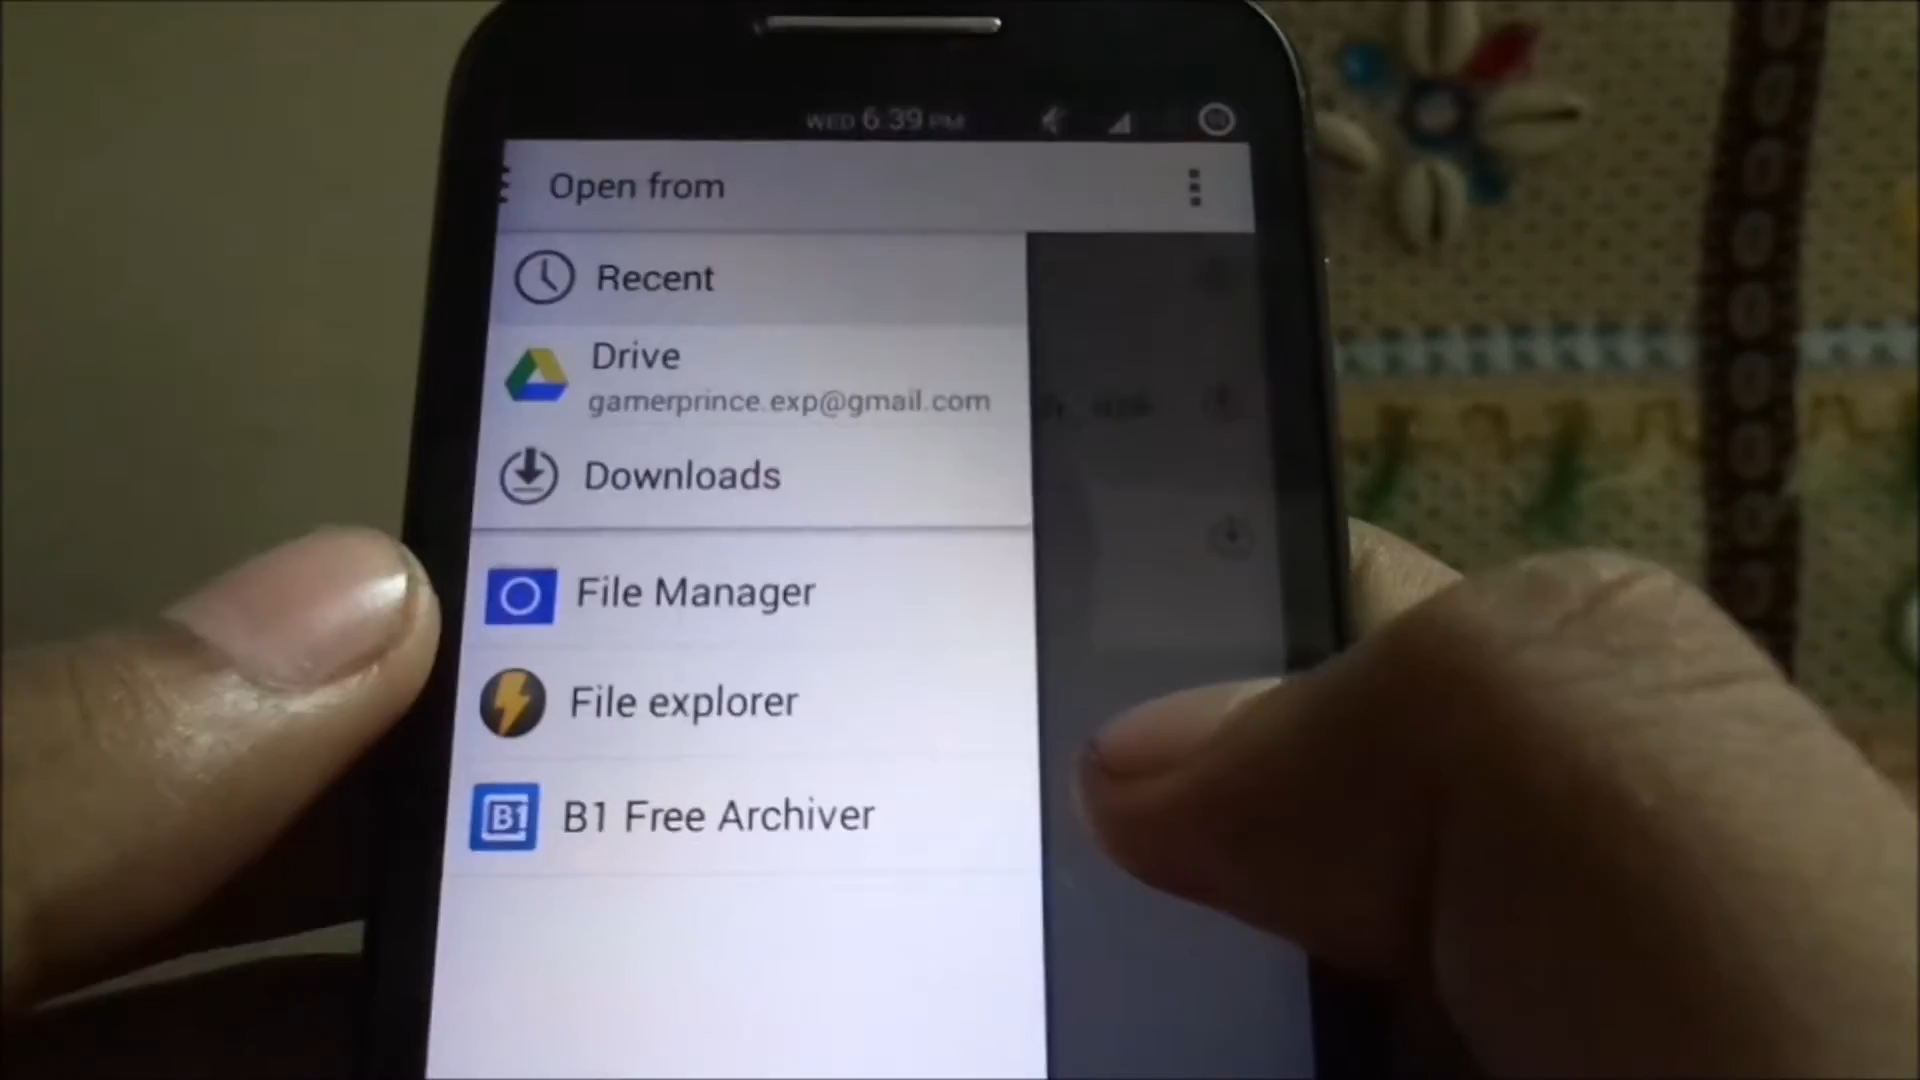 WED 6:39 PM
Open from
Recent
Drive
gamerprince.exp@gmail.com
Downloads
File Manager
File explorer
B1
B1 Free Archiver